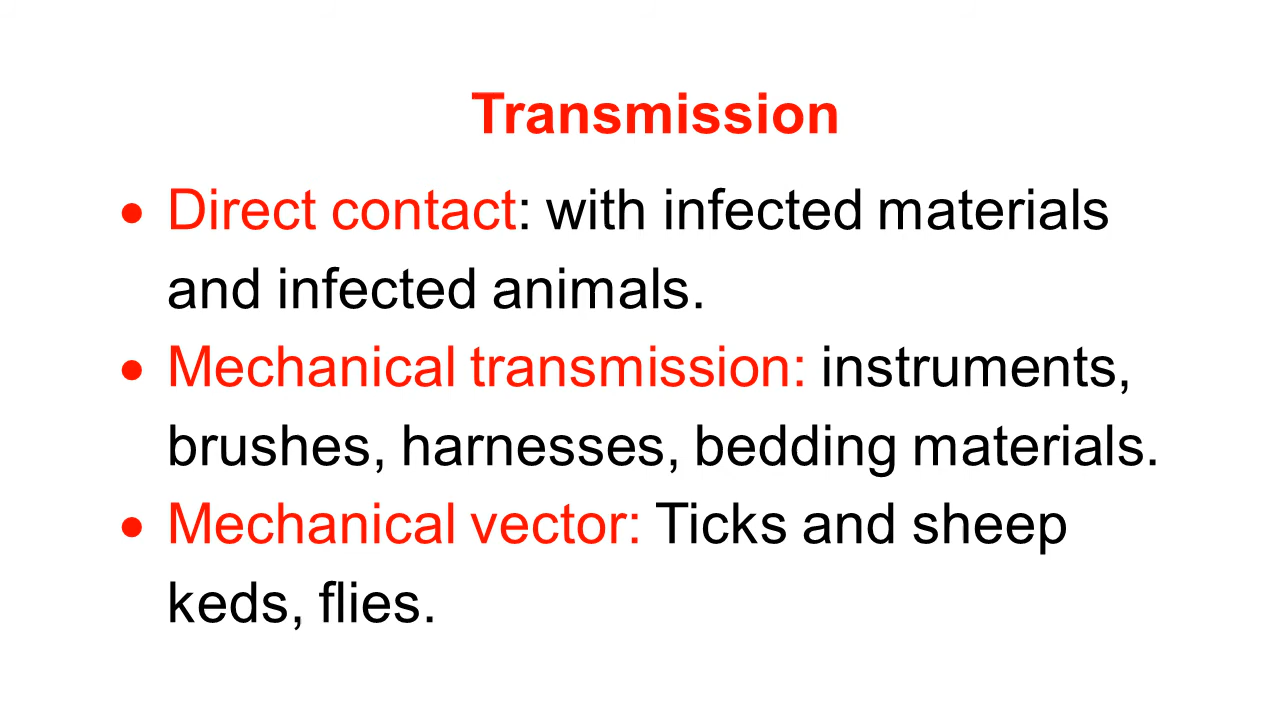 Transmission
• Direct contact: with infected materials
and infected animals.
• Mechanical transmission: instruments,
brushes, harnesses, bedding materials.
• Mechanical vector: Ticks and sheep
keds, flies.